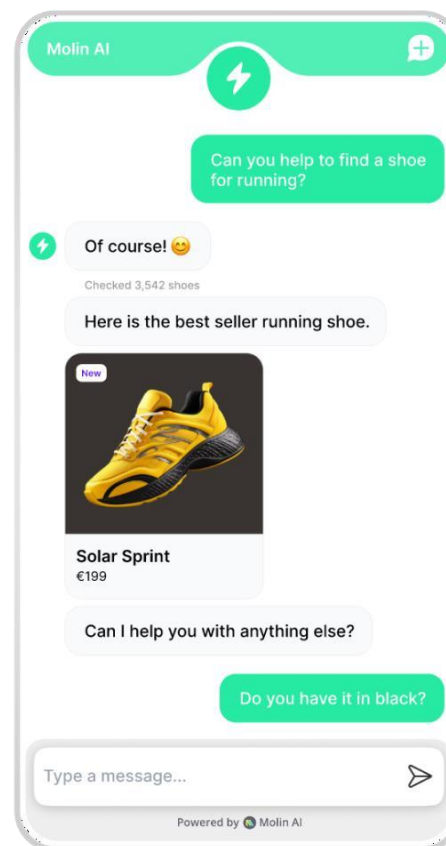 Molin AI
Can you help to find a shoe
for running?
Of course! 😊
Checked 3,542 shoes
Here is the best seller running shoe.
New
Solar Sprint
€199
Can I help you with anything else?
Do you have it in black?
Type a message...
Powered by Molin AI